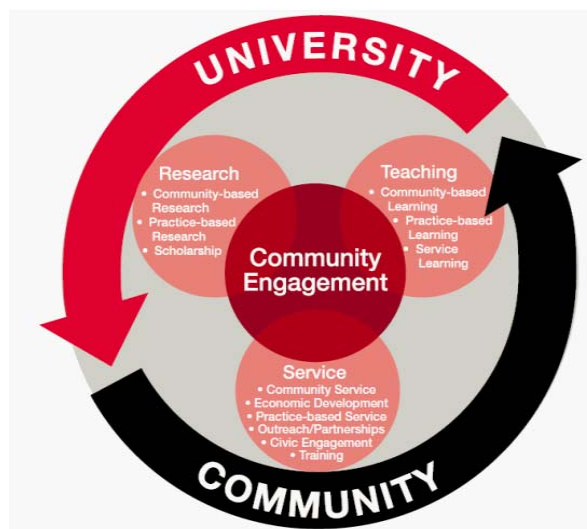 UNIVERSITY
Research
• Community-based
Research
• Practice-based
Research
• Scholarship
Teaching
• Community-based
Learning
• Practice-based
Learning
• Service
Learning
Community
Engagement
Service
• Community Service
• Economic Development
• Practice-based Service
• Outreach/Partnerships
• Civic Engagement
• Training
COMMUNITY